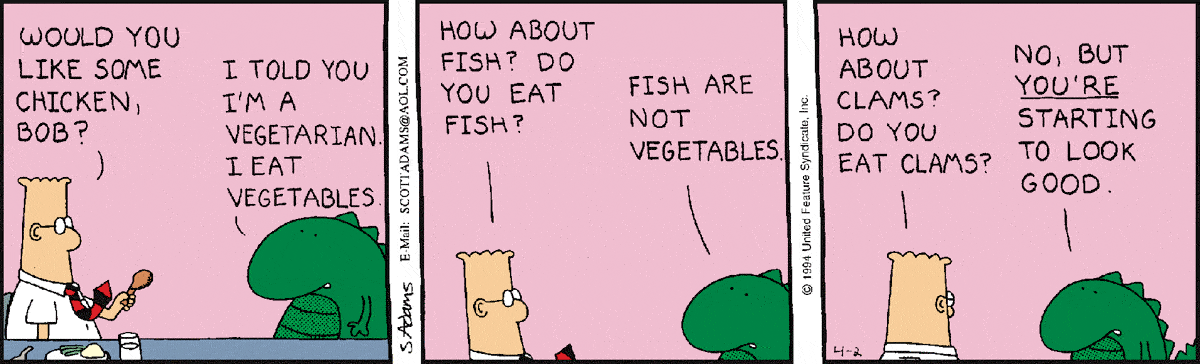 WOULD YOU
LIKE SOME
CHICKEN,
BOB?
I TOLD YOU
I'M A
VEGETARIAN.
I EAT
VEGETABLES.
S. Adams
E-Mail: SCOTTADAMS@AOL.COM
HOW ABOUT
FISH? DO
YOU EAT
FISH?
FISH ARE
NOT
VEGETABLES.
© 1994 United Feature Syndicate, Inc.
HOW
ABOUT
CLAMS?
DO YOU
EAT CLAMS?
NO, BUT
YOU'RE
STARTING
TO LOOK
GOOD.
4-2